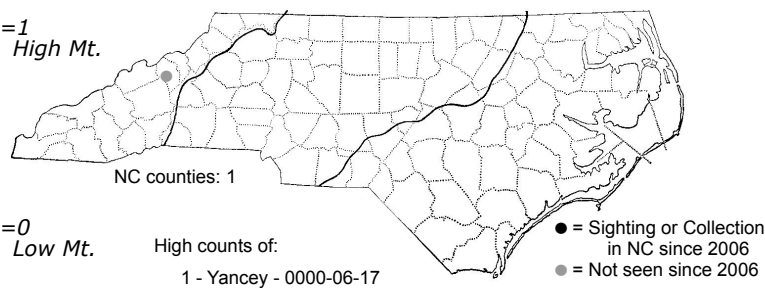 =1
High Mt.
NC counties: 1
=0
Low Mt.
High counts of:
1 - Yancey - 0000-06-17
● = Sighting or Collection
in NC since 2006
● = Not seen since 2006